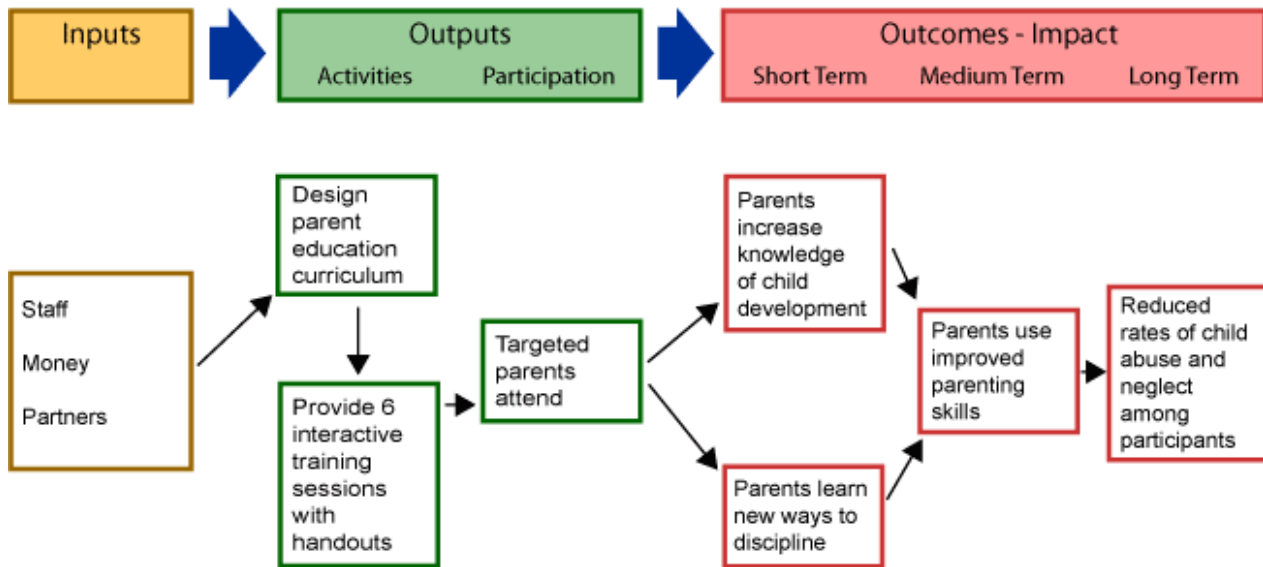 Inputs
Outputs
Activities Participation
Outcomes - Impact
Short Term Medium Term Long Term
Staff
Money
Partners
Design
parent
education
curriculum
Provide 6
interactive
training
sessions
with
handouts
Targeted
parents
attend
Parents
increase
knowledge
of child
development
Parents learn
new ways to
discipline
Parents use
improved
parenting
skills
Reduced
rates of child
abuse and
neglect
among
participants